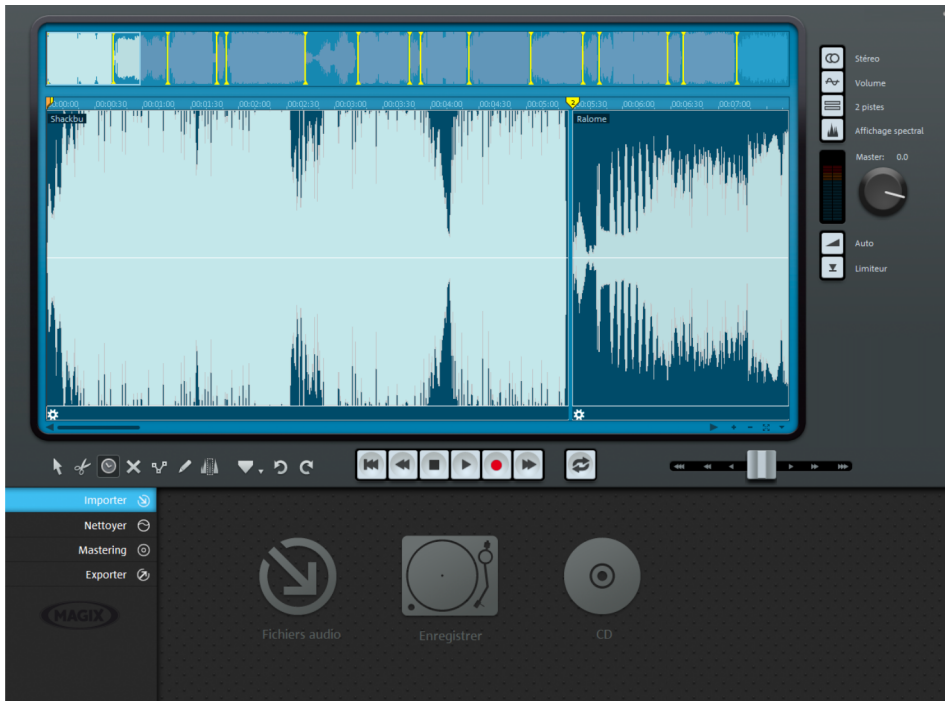 0:00:00 ,00:00:30 ,00:01:00 ,00:01:30 ,00:02:00 ,00:02:30 ,00:03:00 ,00:03:30 ,00:04:00 ,00:04:30 ,00:05:00 2 0:05:30 ,00:06:00 ,00:06:30 ,00:07:00
Shackbu Ralome
Stéreo
Volume
2 pistes
Affichage spectral
Master: 0.0
Auto
Limiteur
Importer
Nettoyer
Mastering
Exporter
MAGIX
Fichiers audio Enregistrer CD